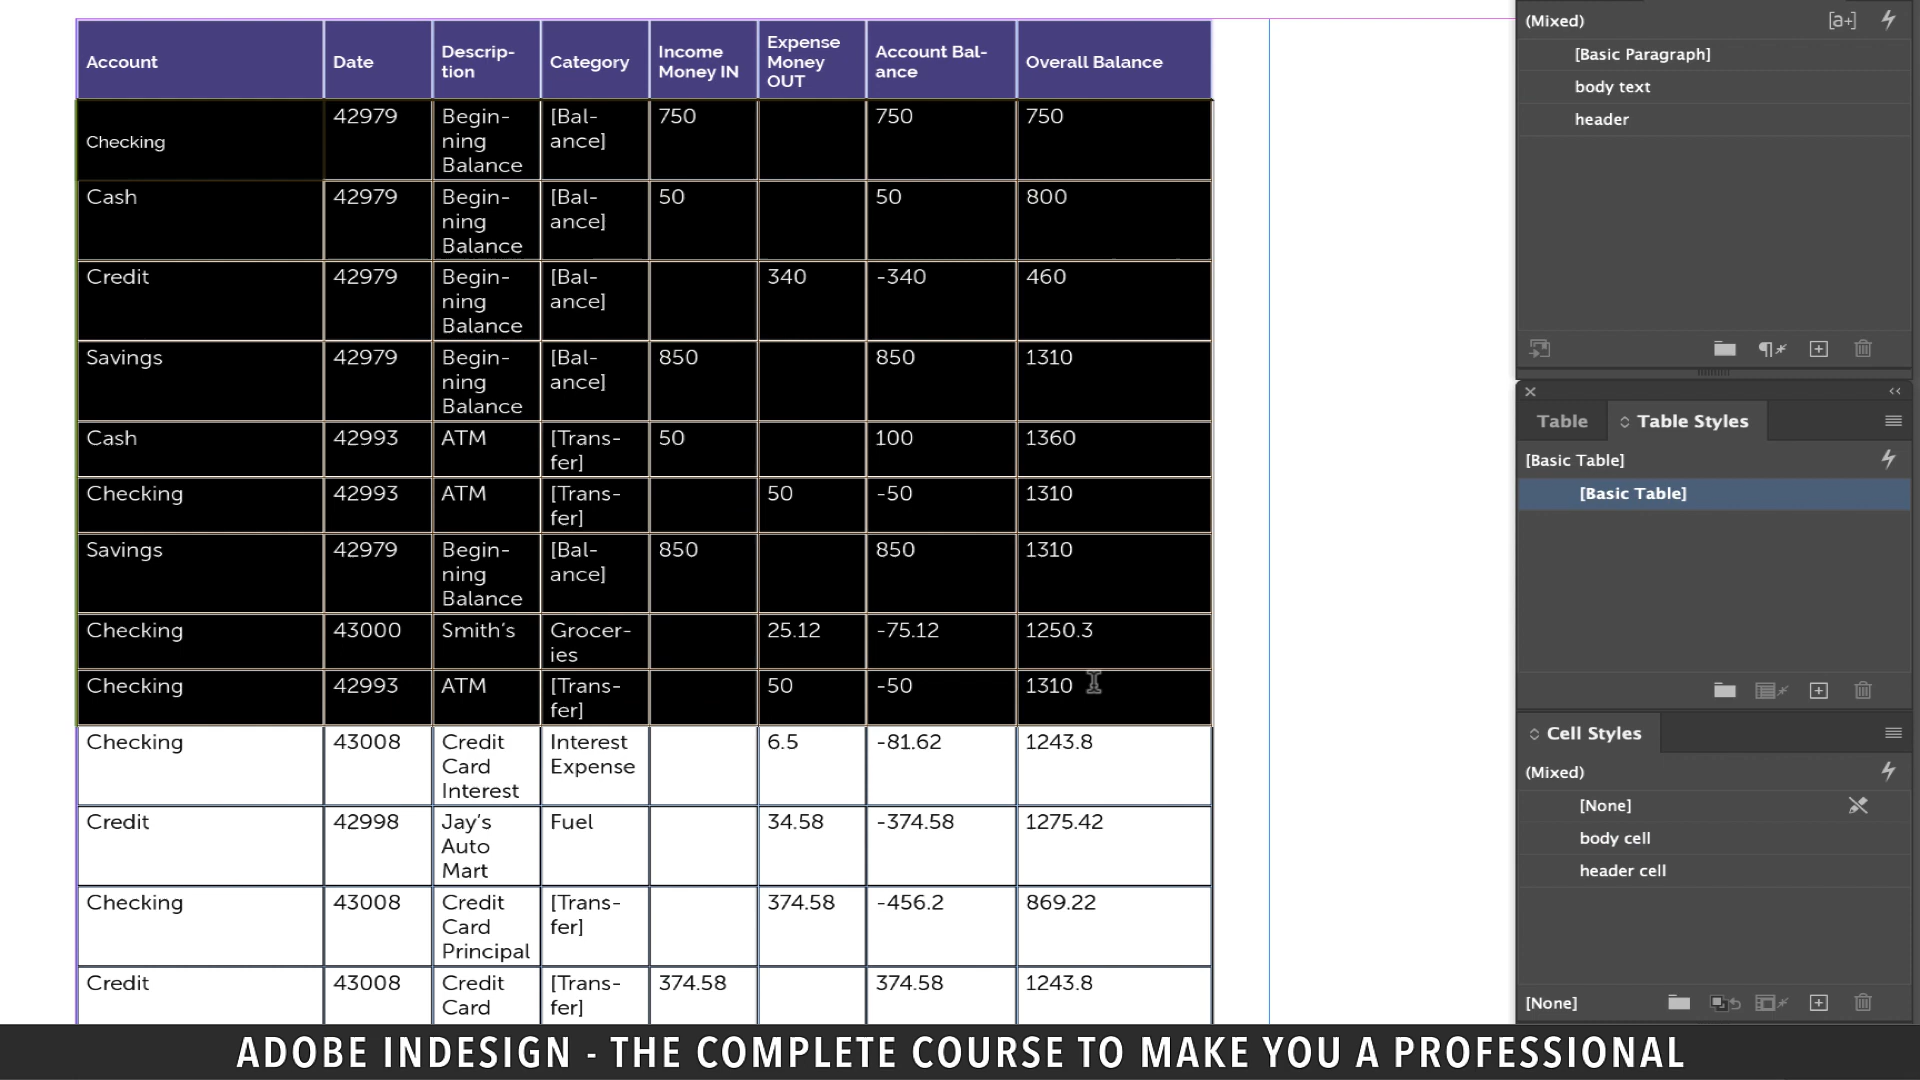 Account Date Descrip- Category Income Expense Account Bal- Overall Balance
tion Money IN Money ance
OUT
Checking 42979 Begin- [Bal- 750 750 750
ning ance]
Balance
Cash 42979 Begin- [Bal- 50 50 800
ning ance]
Balance
Credit 42979 Begin- [Bal- 340 -340 460
ning ance]
Balance
Savings 42979 Begin- [Bal- 850 850 1310
ning ance]
Balance
Cash 42993 ATM [Trans- 50 100 1360
fer]
Checking 42993 ATM [Trans- 50 -50 1310
fer]
Savings 42979 Begin- [Bal- 850 850 1310
ning ance]
Balance
Checking 43000 Smith's Grocer- 25.12 -75.12 1250.3
ies
Checking 42993 ATM [Trans- 50 -50 1310
fer]
Checking 43008 Credit Interest 6.5 -81.62 1243.8
Card Expense
Interest
Credit 42998 Jay's Fuel 34.58 -374.58 1275.42
Auto
Mart
Checking 43008 Credit [Trans- 374.58 -456.2 869.22
Card fer]
Principal
Credit 43008 Credit [Trans- 374.58 374.58 1243.8
Card fer]
(Mixed) [a+]
[Basic Paragraph]
body text
header
Table Table Styles
[Basic Table]
[Basic Table]
Cell Styles
(Mixed)
[None]
body cell
header cell
[None]
ADOBE INDESIGN - THE COMPLETE COURSE TO MAKE YOU A PROFESSIONAL